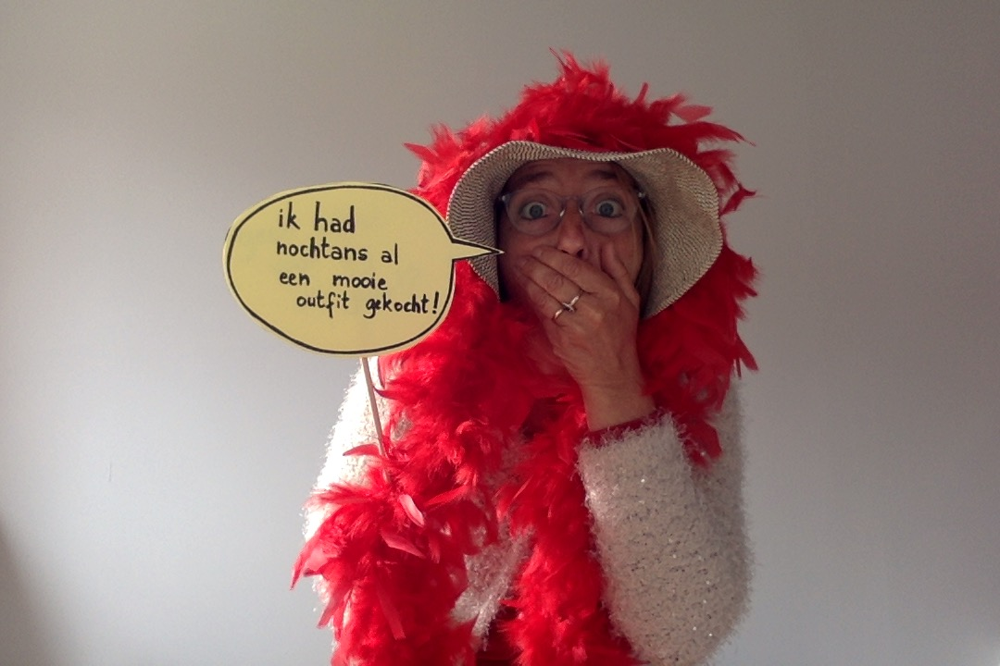 ik had
nochtans al
een mooie
outfit gekocht!